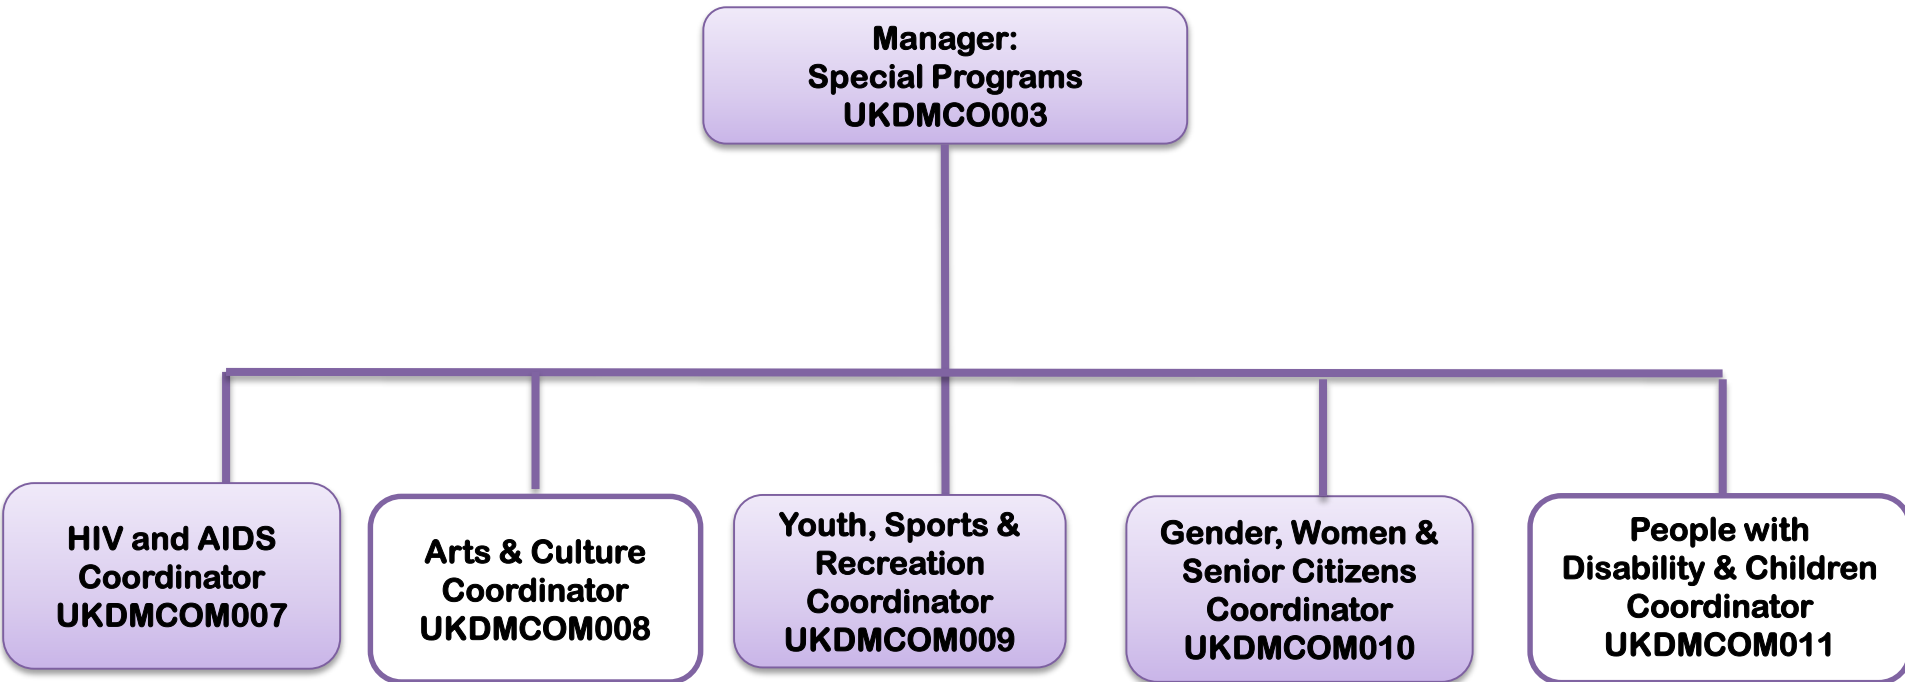 Manager:
Special Programs
UKDMCO003
HIV and AIDS
Coordinator
UKDMCOM007
Arts & Culture
Coordinator
UKDMCOM008
Youth, Sports &
Recreation
Coordinator
UKDMCOM009
Gender, Women &
Senior Citizens
Coordinator
UKDMCOM010
People with
Disability & Children
Coordinator
UKDMCOM011